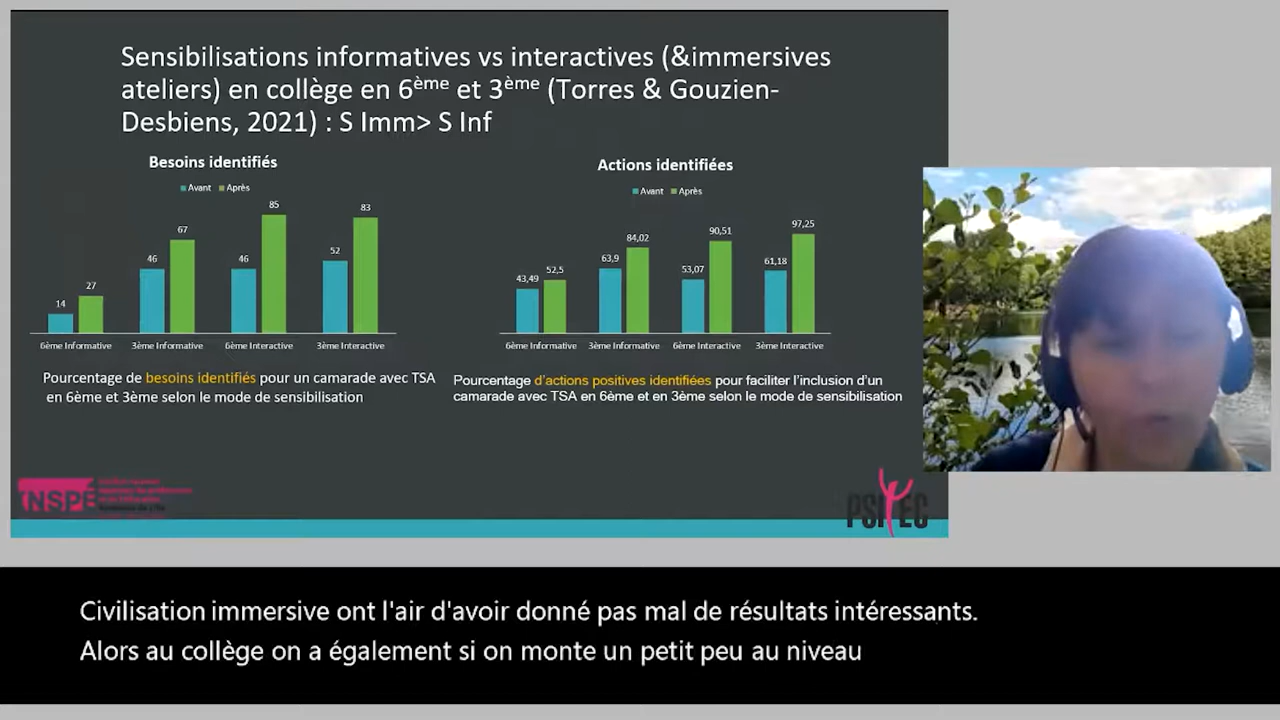 Sensibilisations informatives vs interactives (&immersives
ateliers) en collège en 6ème et 3ème (Torres & Gouzien-
Desbiens, 2021) : S Imm> S Inf
Besoins identifiés
Avant Après
14 27 46 67 46 85 52 83
6ème Informative 3ème Informative 6ème Interactive 3ème Interactive
Pourcentage de besoins identifiés pour un camarade avec TSA
en 6ème et 3ème selon le mode de sensibilisation
Actions identifiées
Avant Après
43,49 52,5 63,9 84,02 53,07 90,51 61,18 97,25
6ème Informative 3ème Informative 6ème Interactive 3ème Interactive
Pourcentage d'actions positives identifiées pour faciliter l'inclusion d'un
camarade avec TSA en 6ème et en 3ème selon le mode de sensibilisation
INSPE
PSITEC
Civilisation immersive ont l'air d'avoir donné pas mal de résultats intéressants.
Alors au collège on a également si on monte un petit peu au niveau